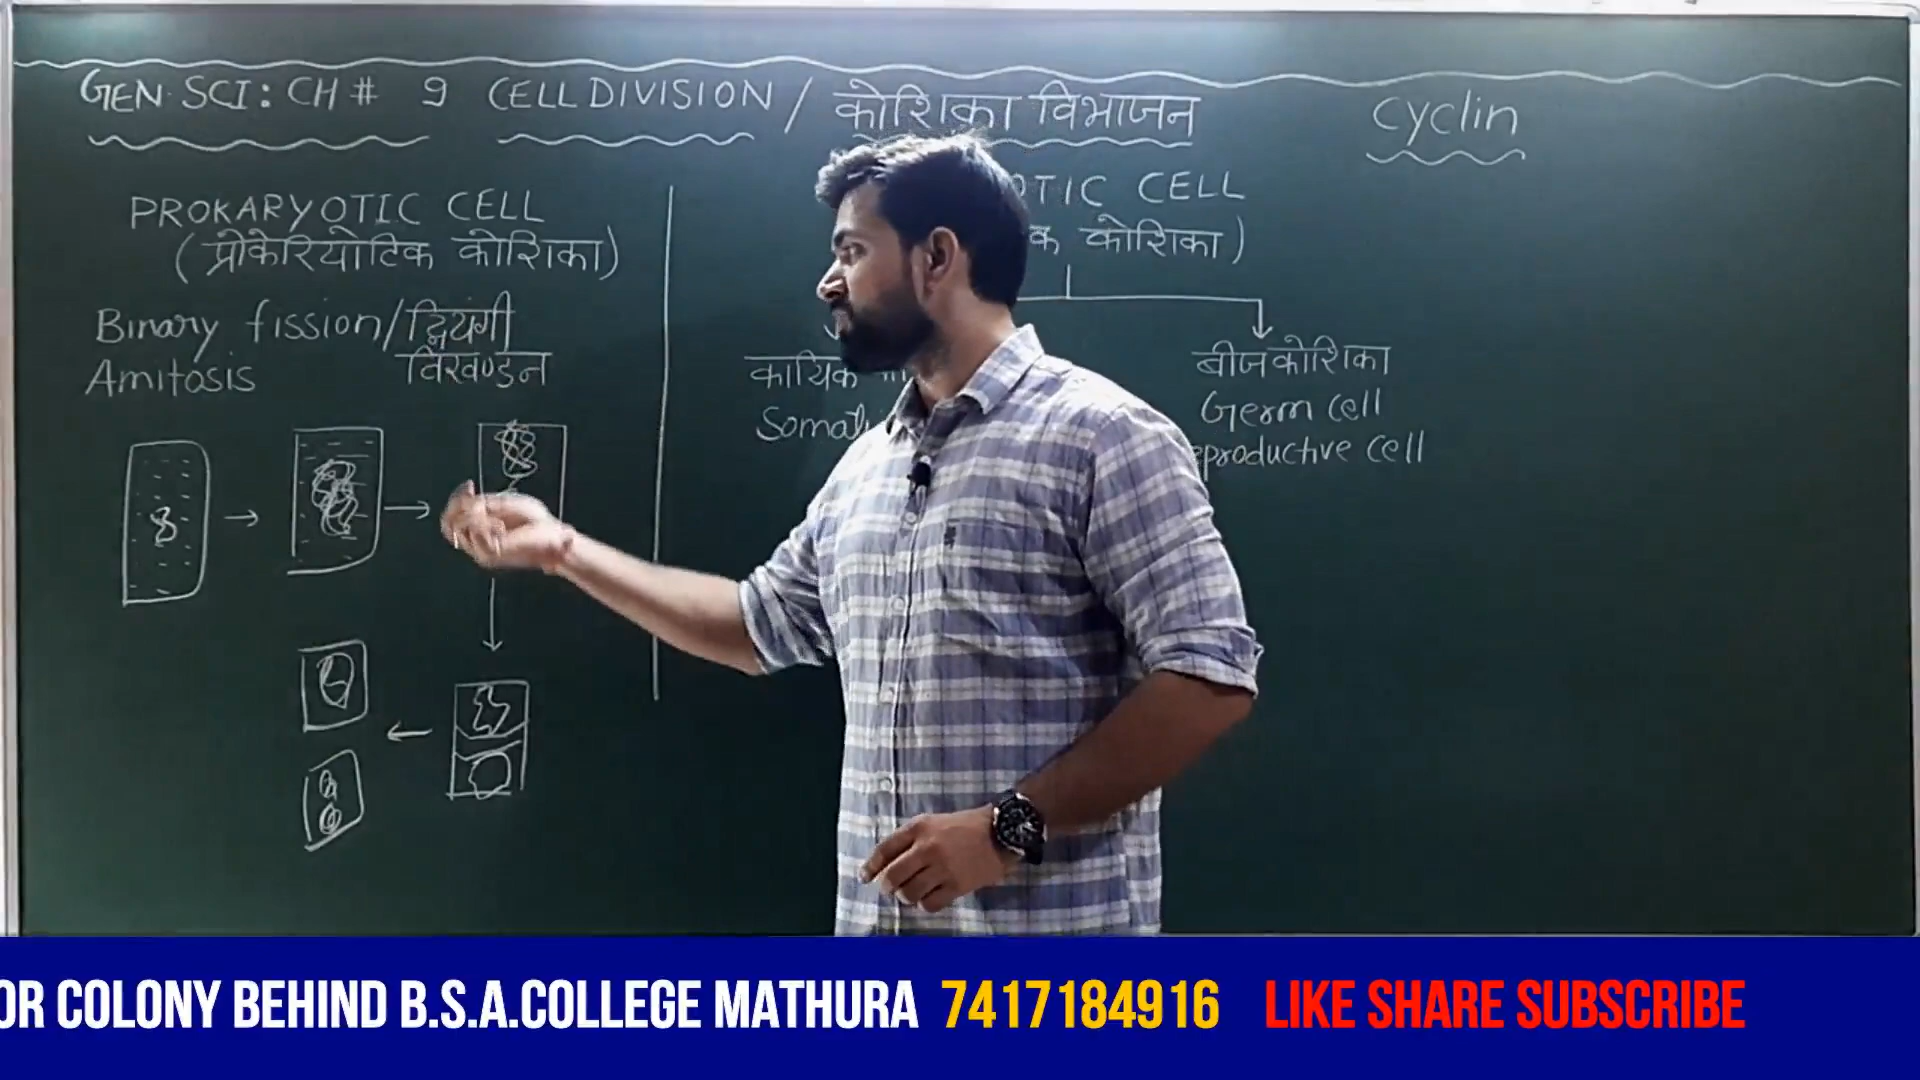 GEN. SCI: CH # 9 CELL DIVISION / कोशिका विभाजन
cyclin
PROKARYOTIC CELL
(प्रोकेरियोटिक कोशिका)
Binary fission/द्वियंगी
Amitosis विखण्डन
OTIC CELL
क कोशिका)
कायिक
Somati
बीजकोशिका
Germ cell
eproductive cell
OR COLONY BEHIND B.S.A.COLLEGE MATHURA 7417184916 LIKE SHARE SUBSCRIBE